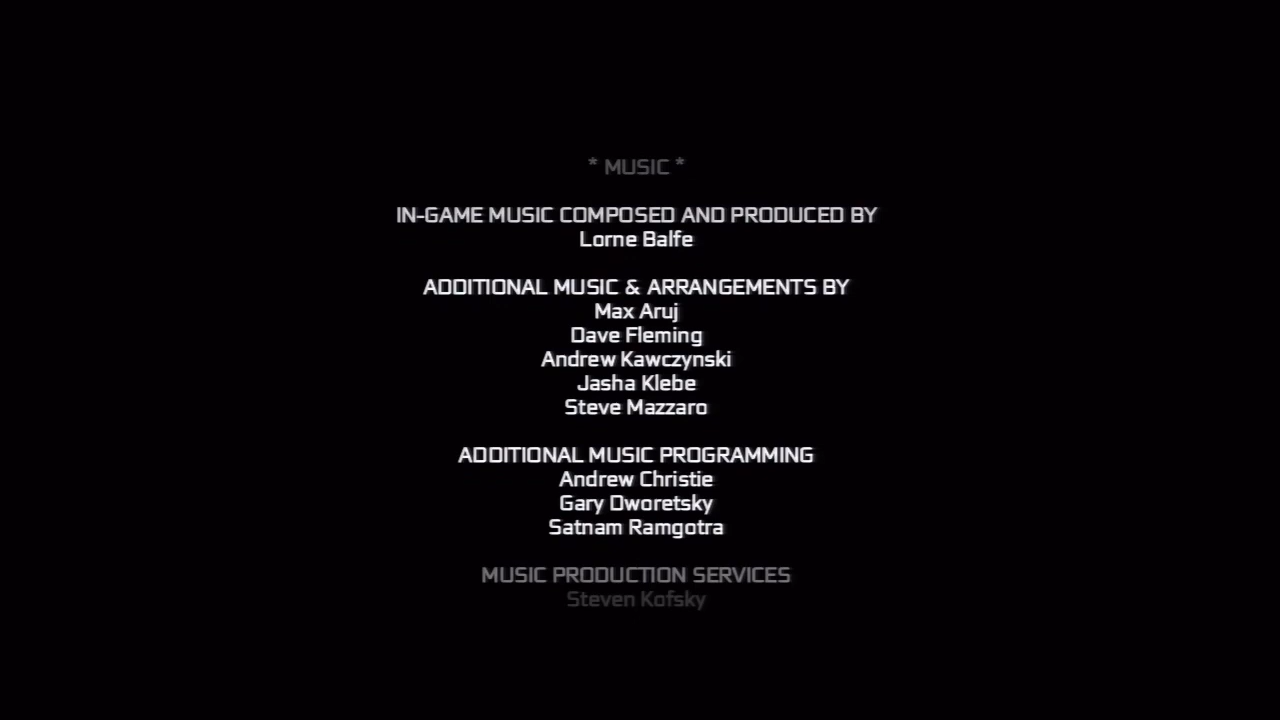 * MUSIC *
IN-GAME MUSIC COMPOSED AND PRODUCED BY
Lorne Balfe
ADDITIONAL MUSIC & ARRANGEMENTS BY
Max Aruj
Dave Fleming
Andrew Kawczynski
Jasha Klebe
Steve Mazzaro
ADDITIONAL MUSIC PROGRAMMING
Andrew Christie
Gary Dworetsky
Satnam Ramgotra
MUSIC PRODUCTION SERVICES
Steven Kofsky